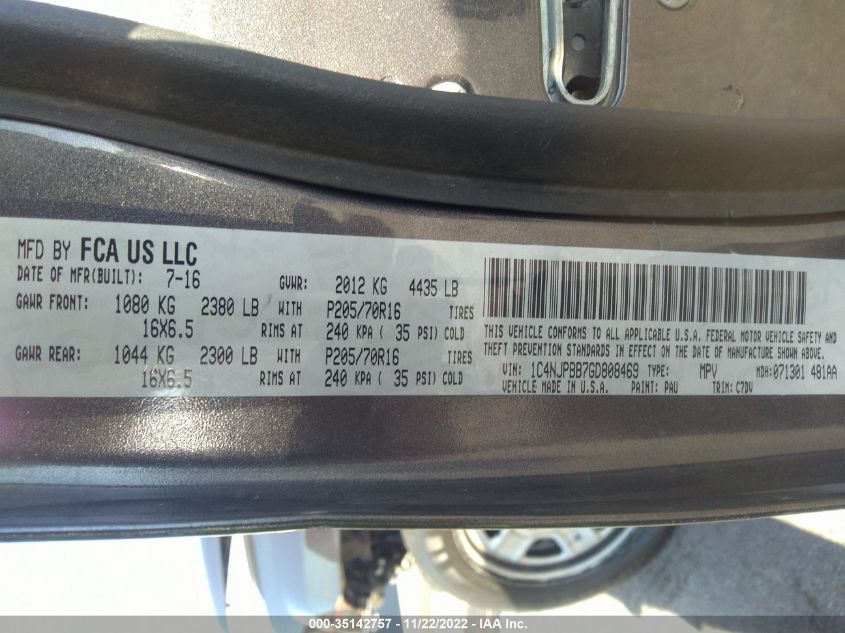 MFD BY FCA US LLC
DATE OF MFR(BUILT): 7-16 GVWR: 2012 KG 4435 LB
GAWR FRONT: 1080 KG 2380 LB WITH P205/70R16 TIRES
16X6.5 RIMS AT 240 KPA ( 35 PSI) COLD
GAWR REAR: 1044 KG 2300 LB WITH P205/70R16 TIRES
16X6.5 RIMS AT 240 KPA ( 35 PSI) COLD
THIS VEHICLE CONFORMS TO ALL APPLICABLE U.S.A. FEDERAL MOTOR VEHICLE SAFETY AND
THEFT PREVENTION STANDARDS IN EFFECT ON THE DATE OF MANUFACTURE SHOWN ABOVE.
VIN: 1C4NJPBB7GD808469 TYPE: MPV MDH:071301 481AA
VEHICLE MADE IN U.S.A. PAINT: PAU TRIM: C7DV
000-35142757 - 11/22/2022 - IAA Inc.